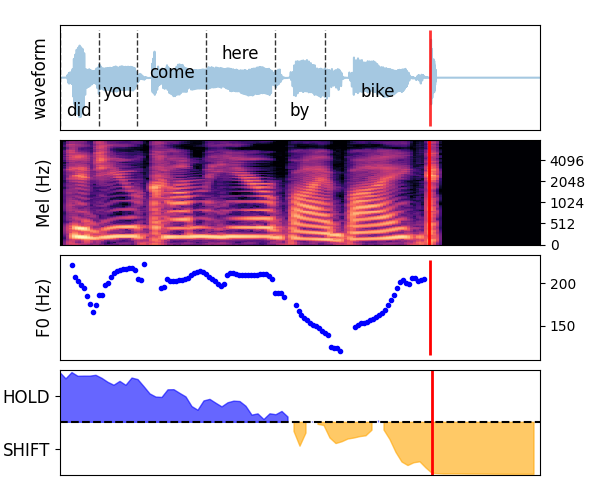 waveform
did
you
come
here
by
bike
Mel (Hz)
4096
2048
1024
512
0
F0 (Hz)
200
150
HOLD
SHIFT